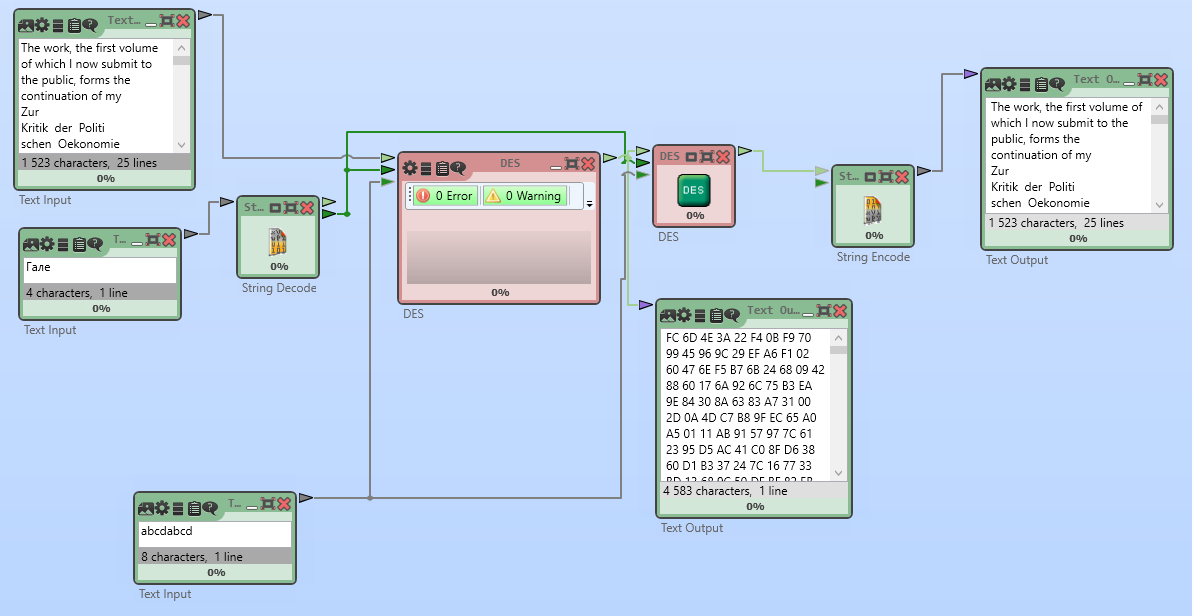 Text...
The work, the first volume
of which I now submit to
the public, forms the
continuation of my
Zur
Kritik der Politi
schen Oekonomie
1 523 characters, 25 lines
0%
Text Input
T...
Гале
4 characters, 1 line
0%
Text Input
St...
0%
String Decode
DES
0 Error
0 Warning
0%
DES
DES
DES
0%
DES
St...
0%
String Encode
Text O...
The work, the first volume of
which I now submit to the
public, forms the
continuation of my
Zur
Kritik der Politi
schen Oekonomie
1 523 characters, 25 lines
0%
Text Output
Text Ou...
FC 6D 4E 3A 22 F4 0B F9 70
99 45 96 9C 29 EF A6 F1 02
60 47 6E F5 B7 6B 24 68 09 42
88 60 17 6A 92 6C 75 B3 EA
9E 84 30 8A 63 83 A7 31 00
2D 0A 4D C7 B8 9F EC 65 A0
A5 01 11 AB 91 57 97 7C 61
23 95 D5 AC 41 C0 8F D6 38
60 D1 B3 37 24 7C 16 77 33
4 583 characters, 1 line
0%
Text Output
T...
abcdabcd
8 characters, 1 line
0%
Text Input